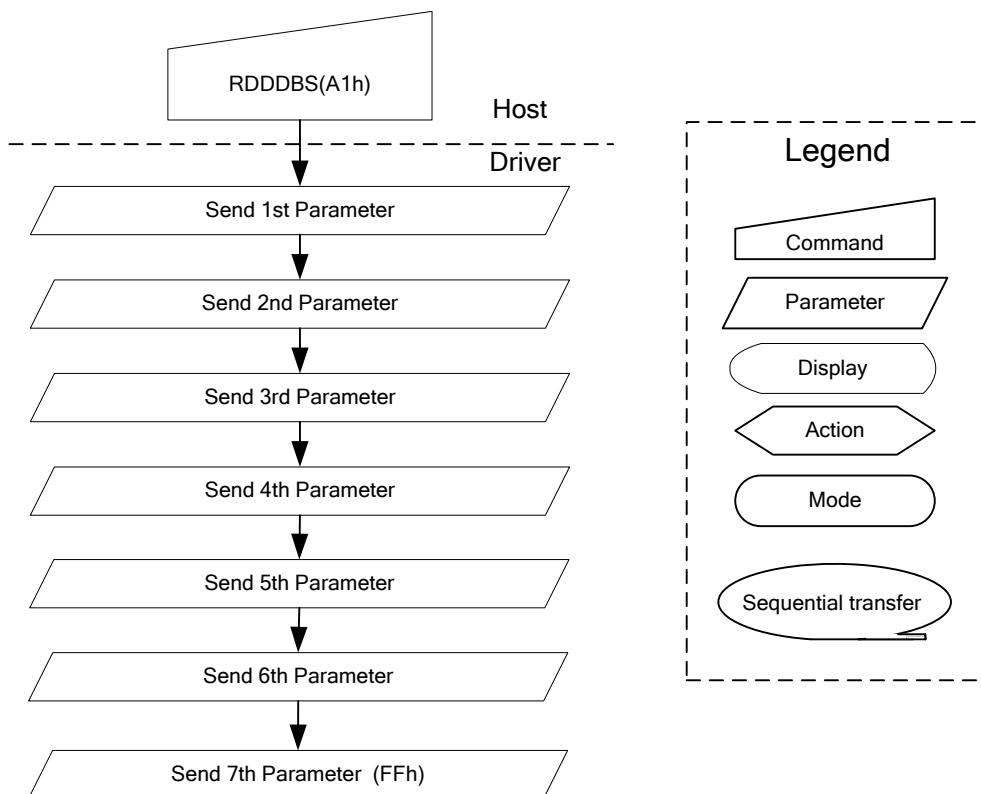 RDDDBS(A1h)
Host
Driver
Send 1st Parameter
Send 2nd Parameter
Send 3rd Parameter
Send 4th Parameter
Send 5th Parameter
Send 6th Parameter
Send 7th Parameter (FFh)
Legend
Command
Parameter
Display
Action
Mode
Sequential transfer